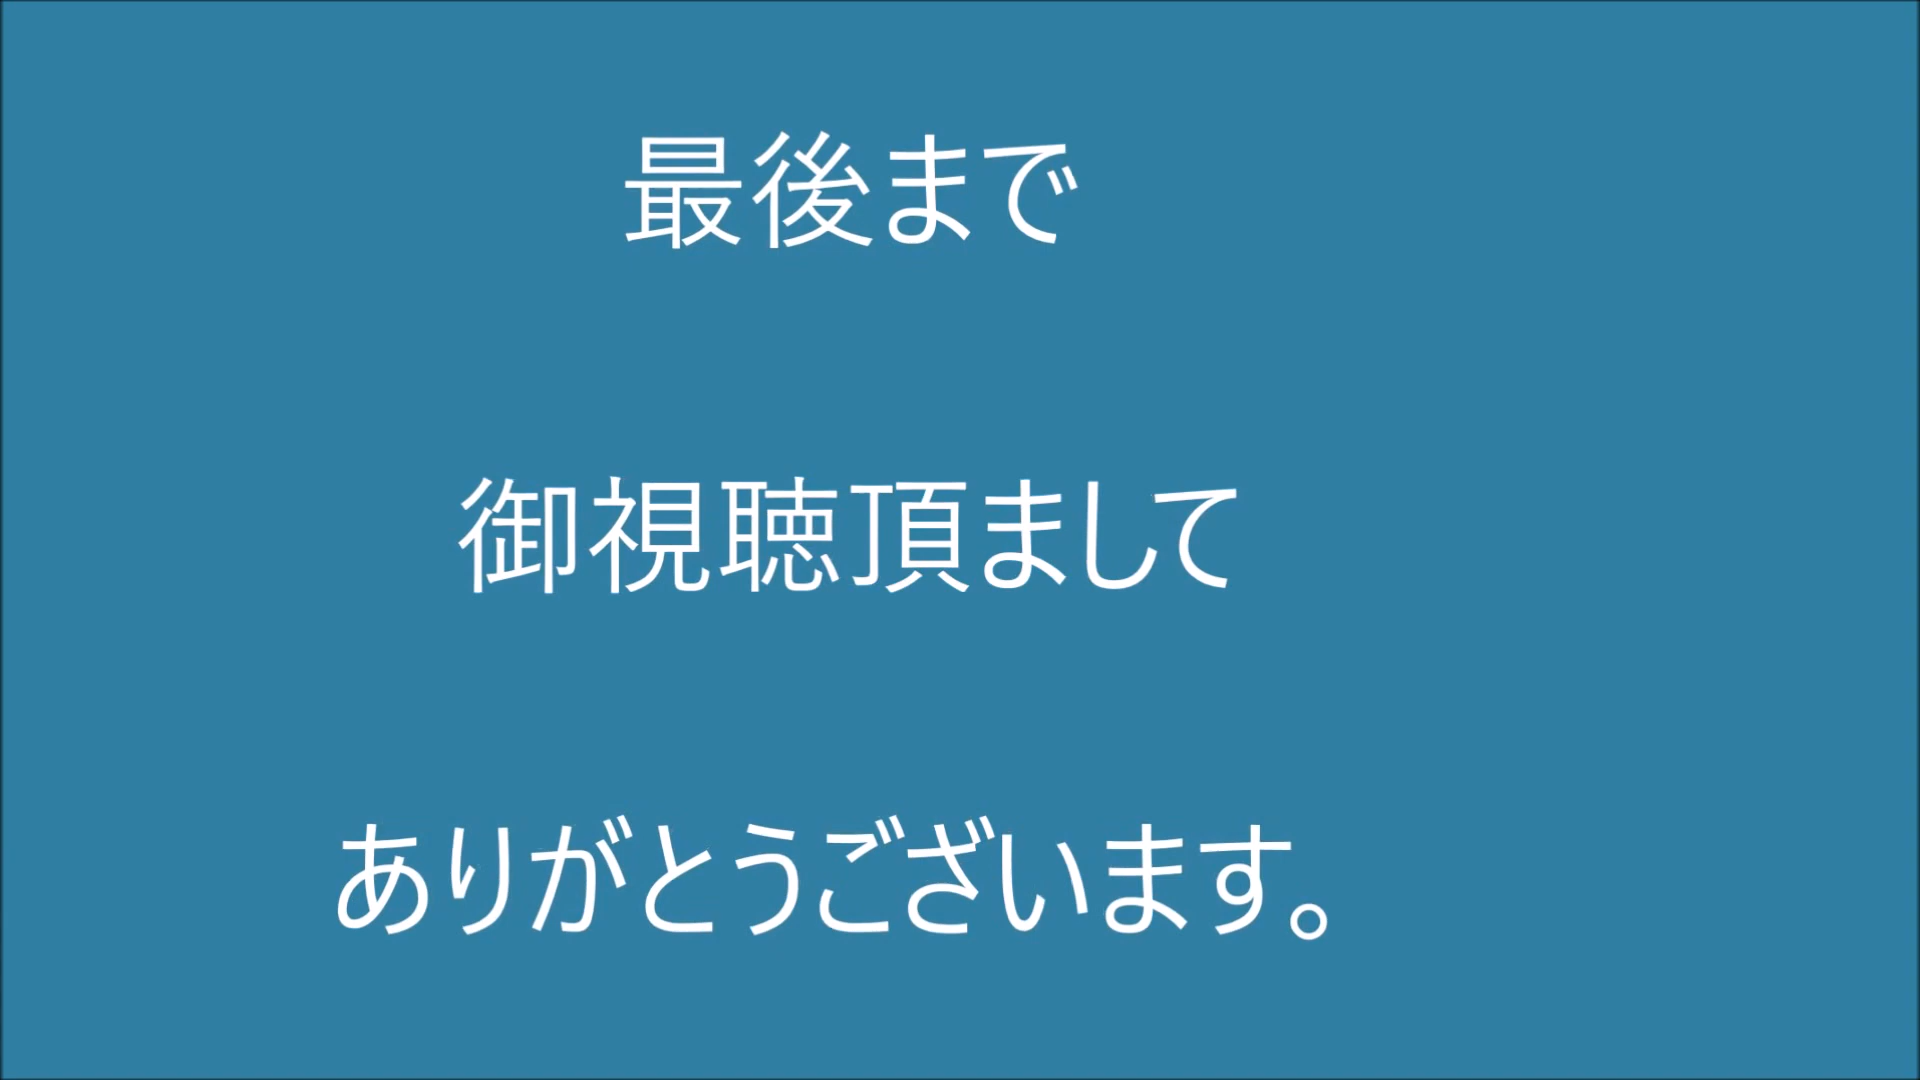 最後まで
御視聴頂まして
ありがとうございます。